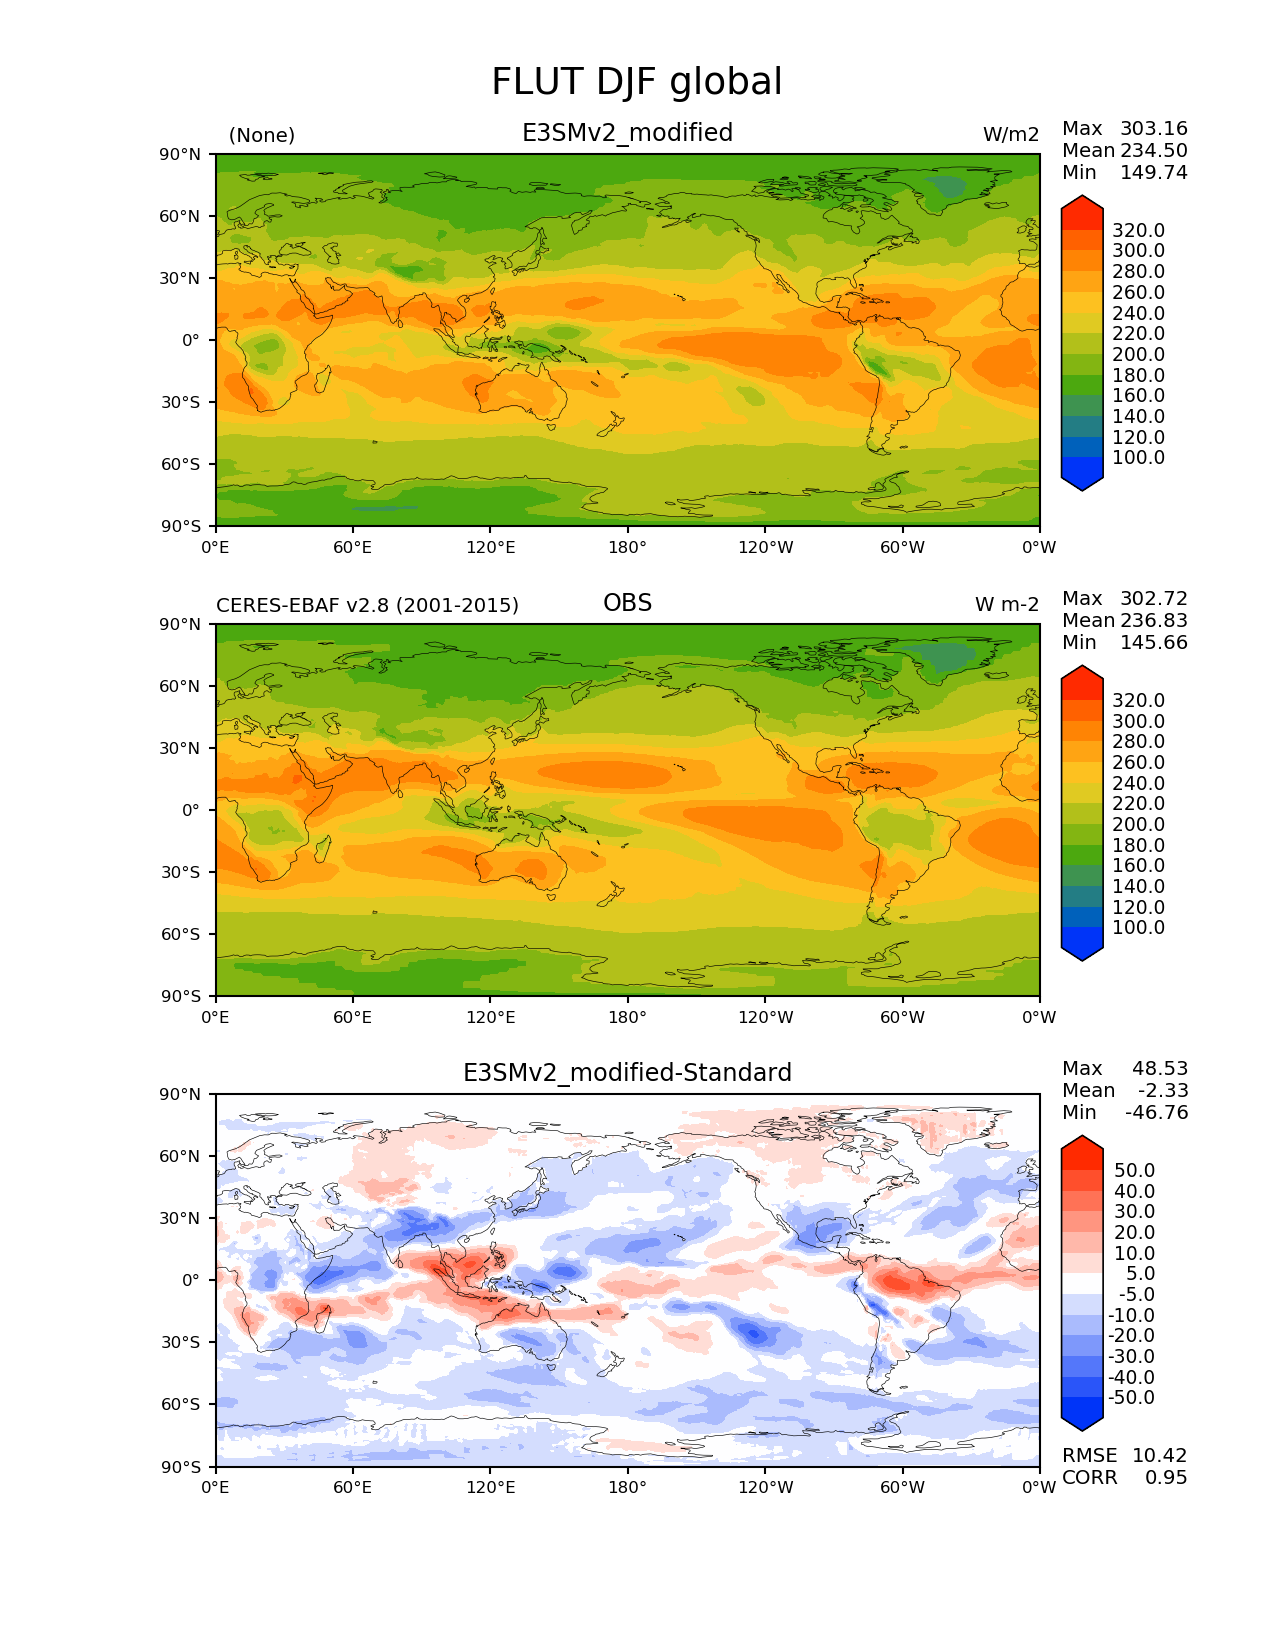 FLUT DJF global
(None) E3SMv2_modified W/m2
Max 303.16
Mean 234.50
Min 149.74
90°N
60°N
30°N
0°
30°S
60°S
90°S
0°E 60°E 120°E 180° 120°W 60°W 0°W
320.0
300.0
280.0
260.0
240.0
220.0
200.0
180.0
160.0
140.0
120.0
100.0
CERES-EBAF v2.8 (2001-2015) OBS W m-2
Max 302.72
Mean 236.83
Min 145.66
90°N
60°N
30°N
0°
30°S
60°S
90°S
0°E 60°E 120°E 180° 120°W 60°W 0°W
320.0
300.0
280.0
260.0
240.0
220.0
200.0
180.0
160.0
140.0
120.0
100.0
E3SMv2_modified-Standard
Max 48.53
Mean -2.33
Min -46.76
90°N
60°N
30°N
0°
30°S
60°S
90°S
0°E 60°E 120°E 180° 120°W 60°W 0°W
50.0
40.0
30.0
20.0
10.0
5.0
-5.0
-10.0
-20.0
-30.0
-40.0
-50.0
RMSE 10.42
CORR 0.95